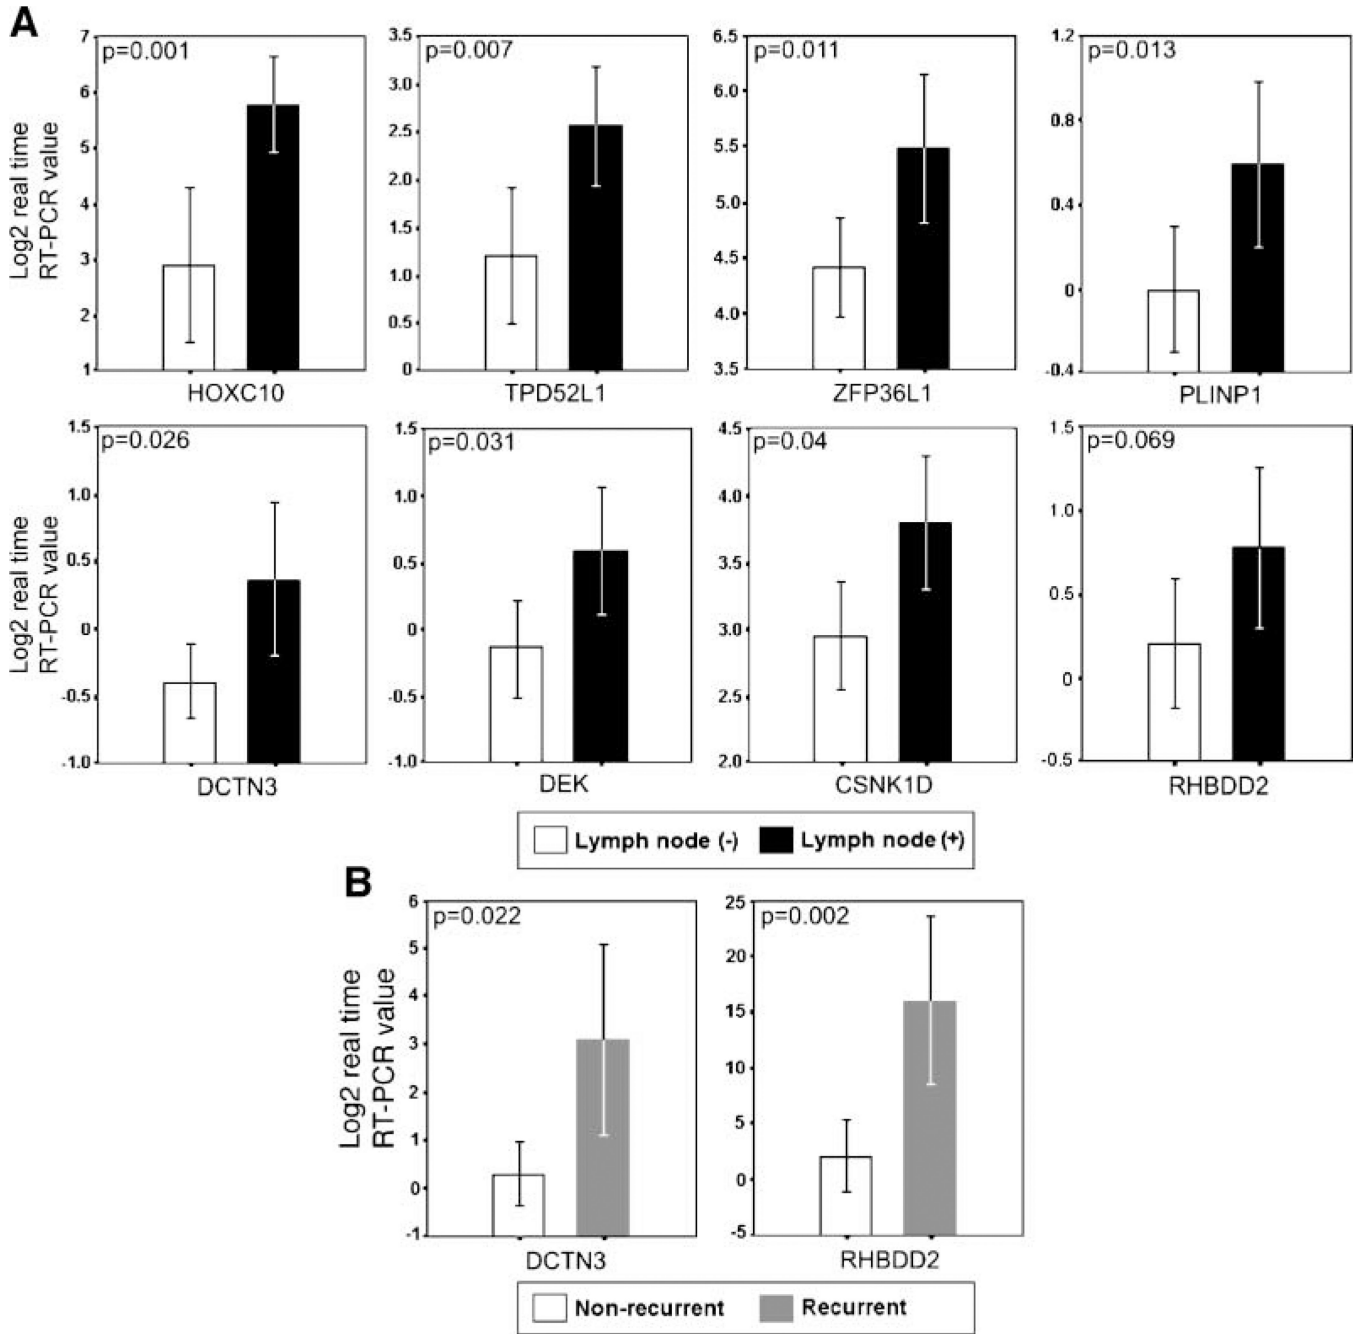 A
p=0.001
7
6
5
4
3
2
1
Log2 real time
RT-PCR value
HOXC10
p=0.007
3.5
3.0
2.5
2.0
1.5
1.0
0.5
0
TPD52L1
p=0.011
6.5
6.0
5.5
5.0
4.5
4.0
3.5
ZFP36L1
p=0.013
1.2
0.8
0.4
0
-0.4
PLINP1
p=0.026
1.5
1.0
0.5
0
-0.5
-1.0
Log2 real time
RT-PCR value
DCTN3
p=0.031
1.5
1.0
0.5
0
-0.5
-1.0
DEK
p=0.04
4.5
4.0
3.5
3.0
2.5
2.0
CSNK1D
p=0.069
1.5
1.0
0.5
0
-0.5
RHBDD2
Lymph node (-)
Lymph node (+)
B
p=0.022
6
5
4
3
2
1
0
-1
Log2 real time
RT-PCR value
DCTN3
p=0.002
25
20
15
10
5
0
-5
RHBDD2
Non-recurrent
Recurrent